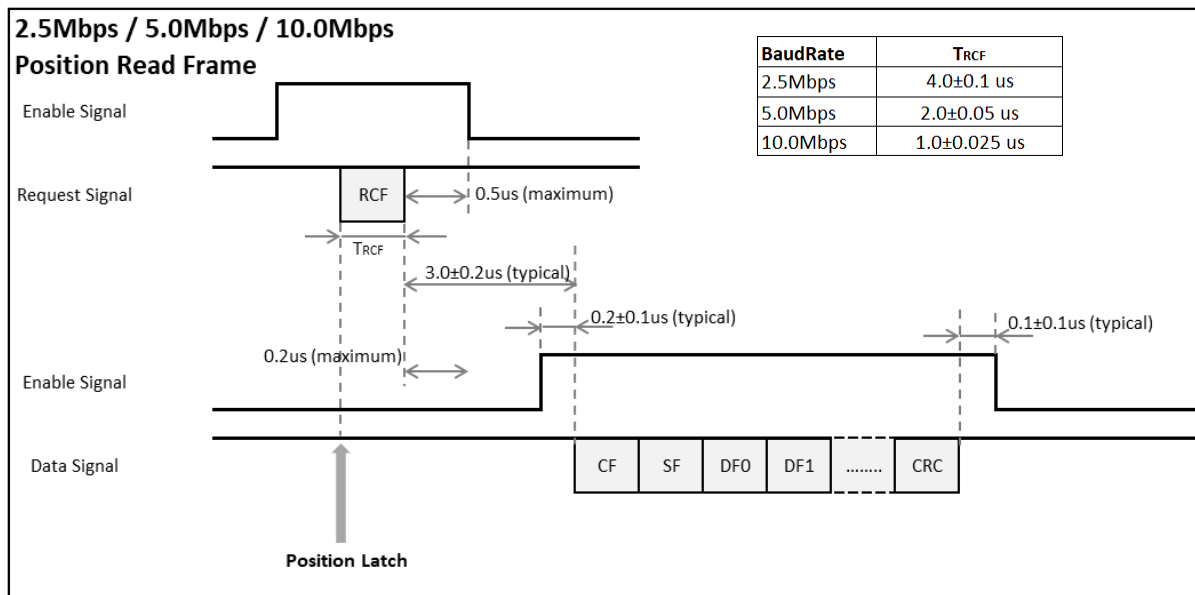 2.5Mbps / 5.0Mbps / 10.0Mbps
Position Read Frame
BaudRate TRCF
2.5Mbps 4.0±0.1 us
5.0Mbps 2.0±0.05 us
10.0Mbps 1.0±0.025 us
Enable Signal
Request Signal
RCF
0.5us (maximum)
TRCF
3.0±0.2us (typical)
0.2±0.1us (typical)
0.1±0.1us (typical)
0.2us (maximum)
Enable Signal
Data Signal
CF SF DF0 DF1 ........ CRC
Position Latch